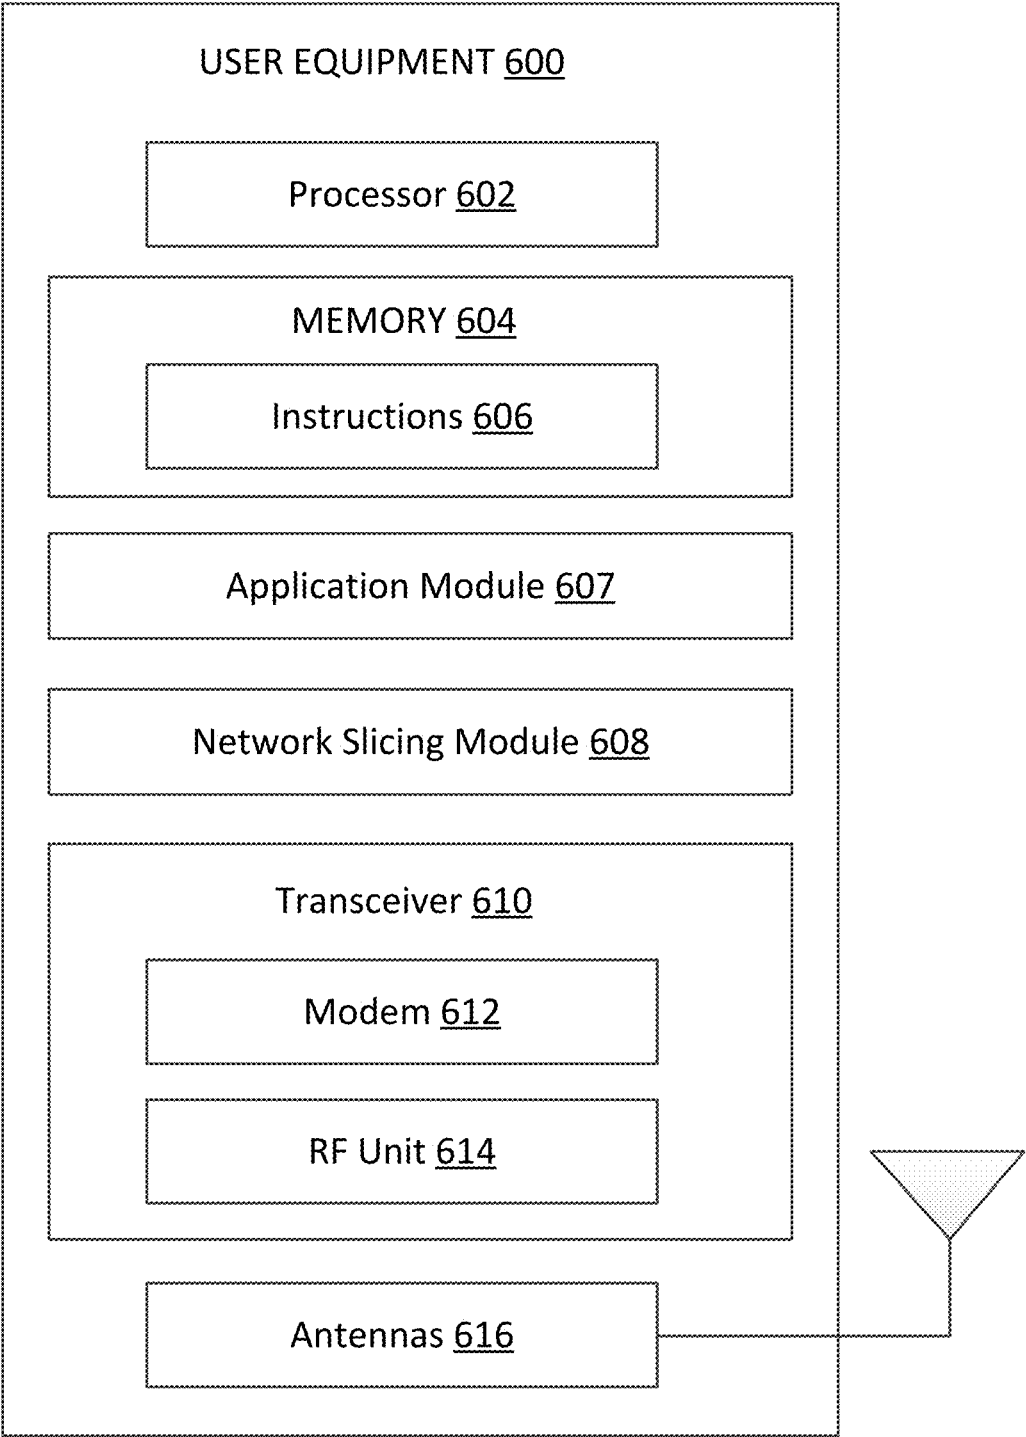 USER EQUIPMENT 600
Processor 602
MEMORY 604
Instructions 606
Application Module 607
Network Slicing Module 608
Transceiver 610
Modem 612
RF Unit 614
Antennas 616